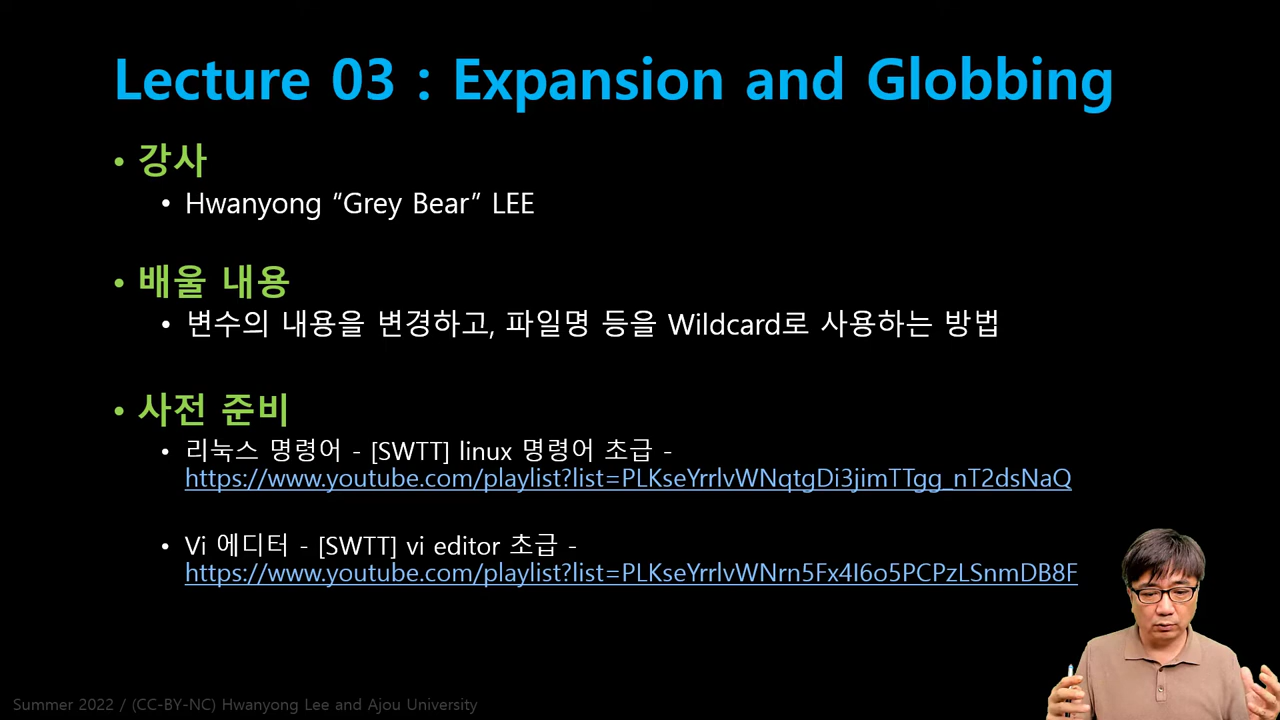 Lecture 03 : Expansion and Globbing
• 강사
• Hwanyong “Grey Bear” LEE
• 배울 내용
• 변수의 내용을 변경하고, 파일명 등을 Wildcard로 사용하는 방법
• 사전 준비
• 리눅스 명령어 - [SWTT] linux 명령어 초급 -
https://www.youtube.com/playlist?list=PLKseYrrlvWNqtgDi3jimTTgg_nT2dsNaQ
• Vi 에디터 - [SWTT] vi editor 초급 -
https://www.youtube.com/playlist?list=PLKseYrrlvWNrn5Fx4I6o5PCPzLSnmDB8F
Summer 2022 / (CC-BY-NC) Hwanyong Lee and Ajou University